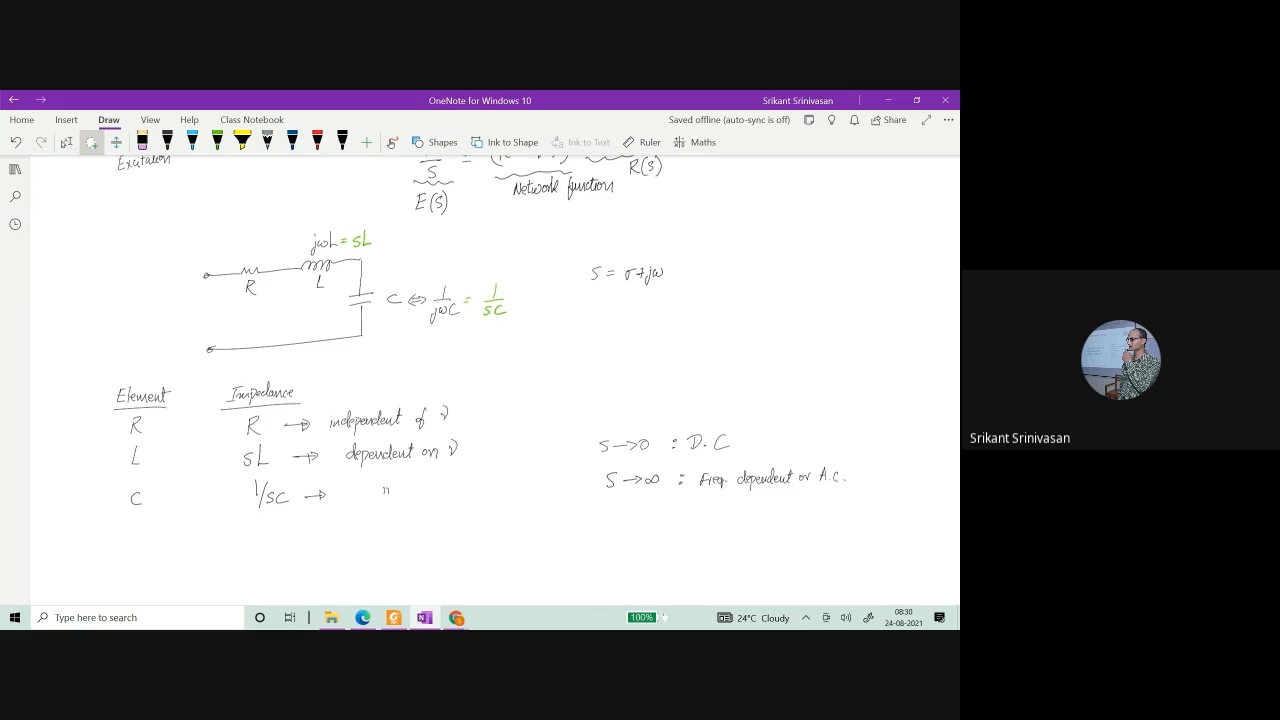 OneNote for Windows 10
Srikant Srinivasan
Home Insert Draw View Help Class Notebook
Saved offline (auto-sync is off)
Share
Shapes Ink to Shape Ink to Text Ruler Maths
Excitation
S
=
R(S)
Network function
E(S)
jωL = SL
R
L
C ⇔ 1/jωC = 1/SC
S = σ+jω
Element Impedance
R R → independent of ν
L SL → dependent on ν
C 1/SC → "
S → 0 : D.C
S → ∞ : Freq. dependent or A.C.
Srikant Srinivasan
Type here to search
100%
24°C Cloudy
08:30
24-08-2021